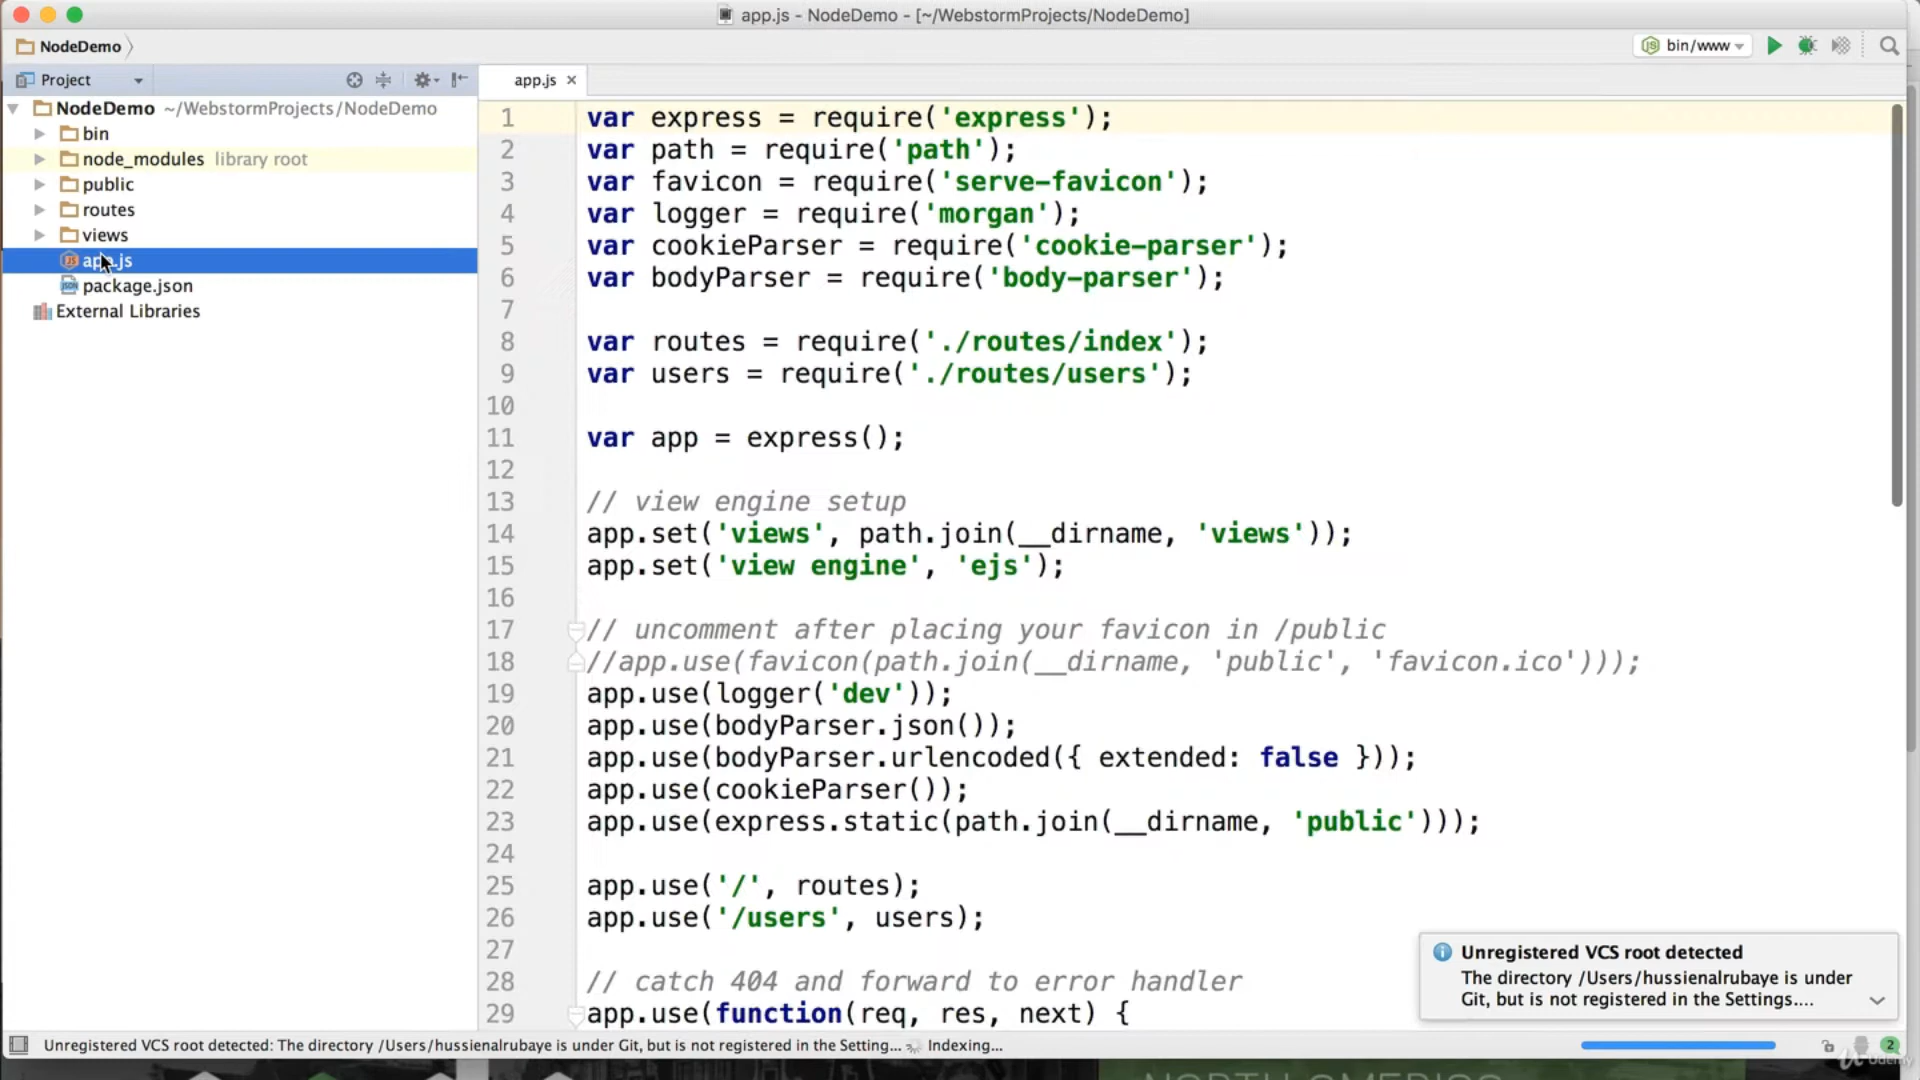 app.js - NodeDemo - [~/WebstormProjects/NodeDemo]
NodeDemo
bin/www
Project
app.js
NodeDemo ~/WebstormProjects/NodeDemo
bin
node_modules library root
public
routes
views
app.js
package.json
External Libraries
1 var express = require('express');
2 var path = require('path');
3 var favicon = require('serve-favicon');
4 var logger = require('morgan');
5 var cookieParser = require('cookie-parser');
6 var bodyParser = require('body-parser');
7
8 var routes = require('./routes/index');
9 var users = require('./routes/users');
10
11 var app = express();
12
13 // view engine setup
14 app.set('views', path.join(__dirname, 'views'));
15 app.set('view engine', 'ejs');
16
17 // uncomment after placing your favicon in /public
18 //app.use(favicon(path.join(__dirname, 'public', 'favicon.ico')));
19 app.use(logger('dev'));
20 app.use(bodyParser.json());
21 app.use(bodyParser.urlencoded({ extended: false }));
22 app.use(cookieParser());
23 app.use(express.static(path.join(__dirname, 'public')));
24
25 app.use('/', routes);
26 app.use('/users', users);
27
28 // catch 404 and forward to error handler
29 app.use(function(req, res, next) {
Unregistered VCS root detected
The directory /Users/hussienalrubaye is under
Git, but is not registered in the Settings....
Unregistered VCS root detected: The directory /Users/hussienalrubaye is under Git, but is not registered in the Setting... Indexing...
2
Udemy
NORTH AMERICA